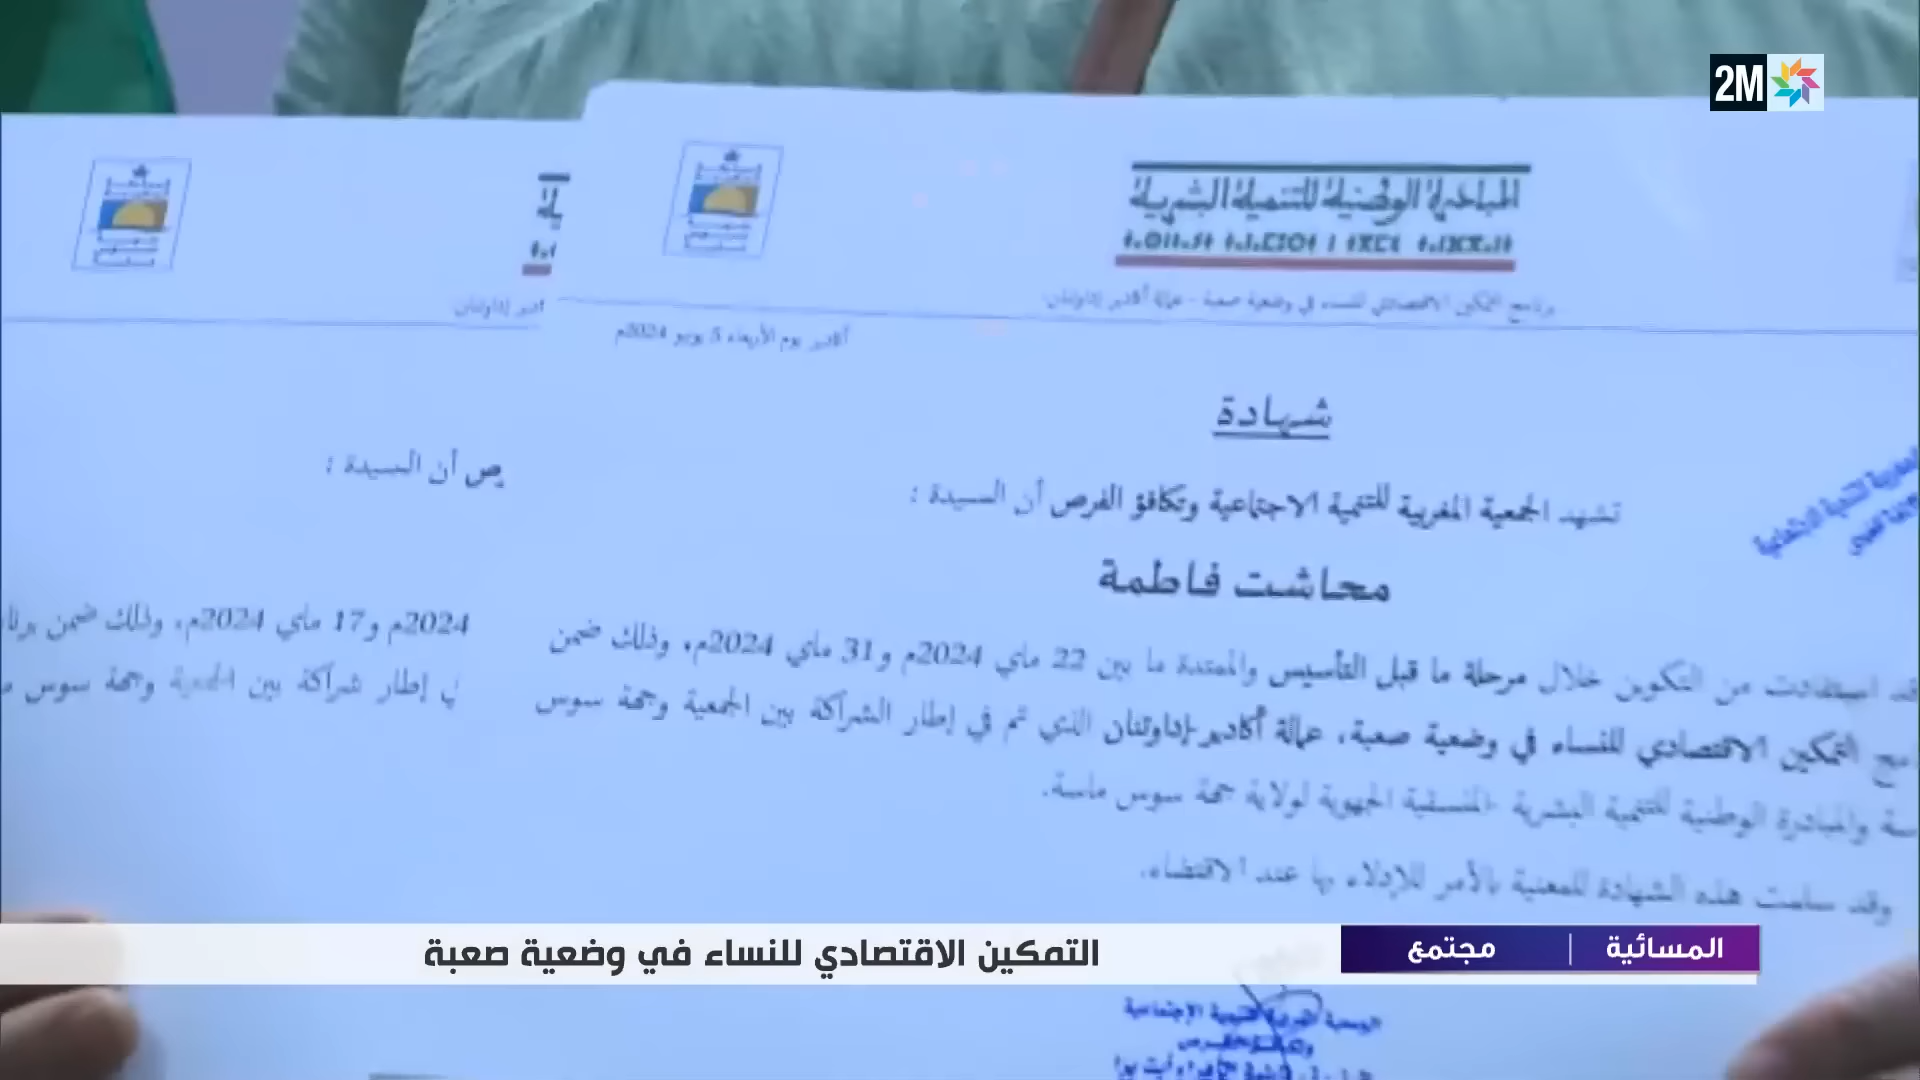 2M
المبادرة الوطنية للتنمية البشرية
برنامج التمكين الاقتصادي للنساء في وضعية صعبة - عمالة أكادير إداوتنان
أكادير يوم الأربعاء 5 يونيو 2024م
شهادة
تشهد الجمعية المغربية للتنمية الاجتماعية وتكافؤ الفرص أن السيدة :
محاشت فاطمة
قد استفادت من التكوين خلال مرحلة ما قبل التأسيس والممتدة ما بين 22 ماي 2024م و31 ماي 2024م، وذلك ضمن
التمكين الاقتصادي للنساء في وضعية صعبة، عمالة أكادير إداوتنان الذي تم في إطار الشراكة بين الجمعية وجهة سوس
والمبادرة الوطنية للتنمية البشرية -المنسقية الجهوية لولاية جهة سوس ماسة.
وقد سلمت هذه الشهادة للمعنية بالأمر للإدلاء بها عند الاقتضاء.
أكادير إداوتنان
أن السيدة :
2024م و17 ماي 2024م، وذلك ضمن
إطار شراكة بين الجمعية وجهة سوس
المسائية | مجتمع
التمكين الاقتصادي للنساء في وضعية صعبة